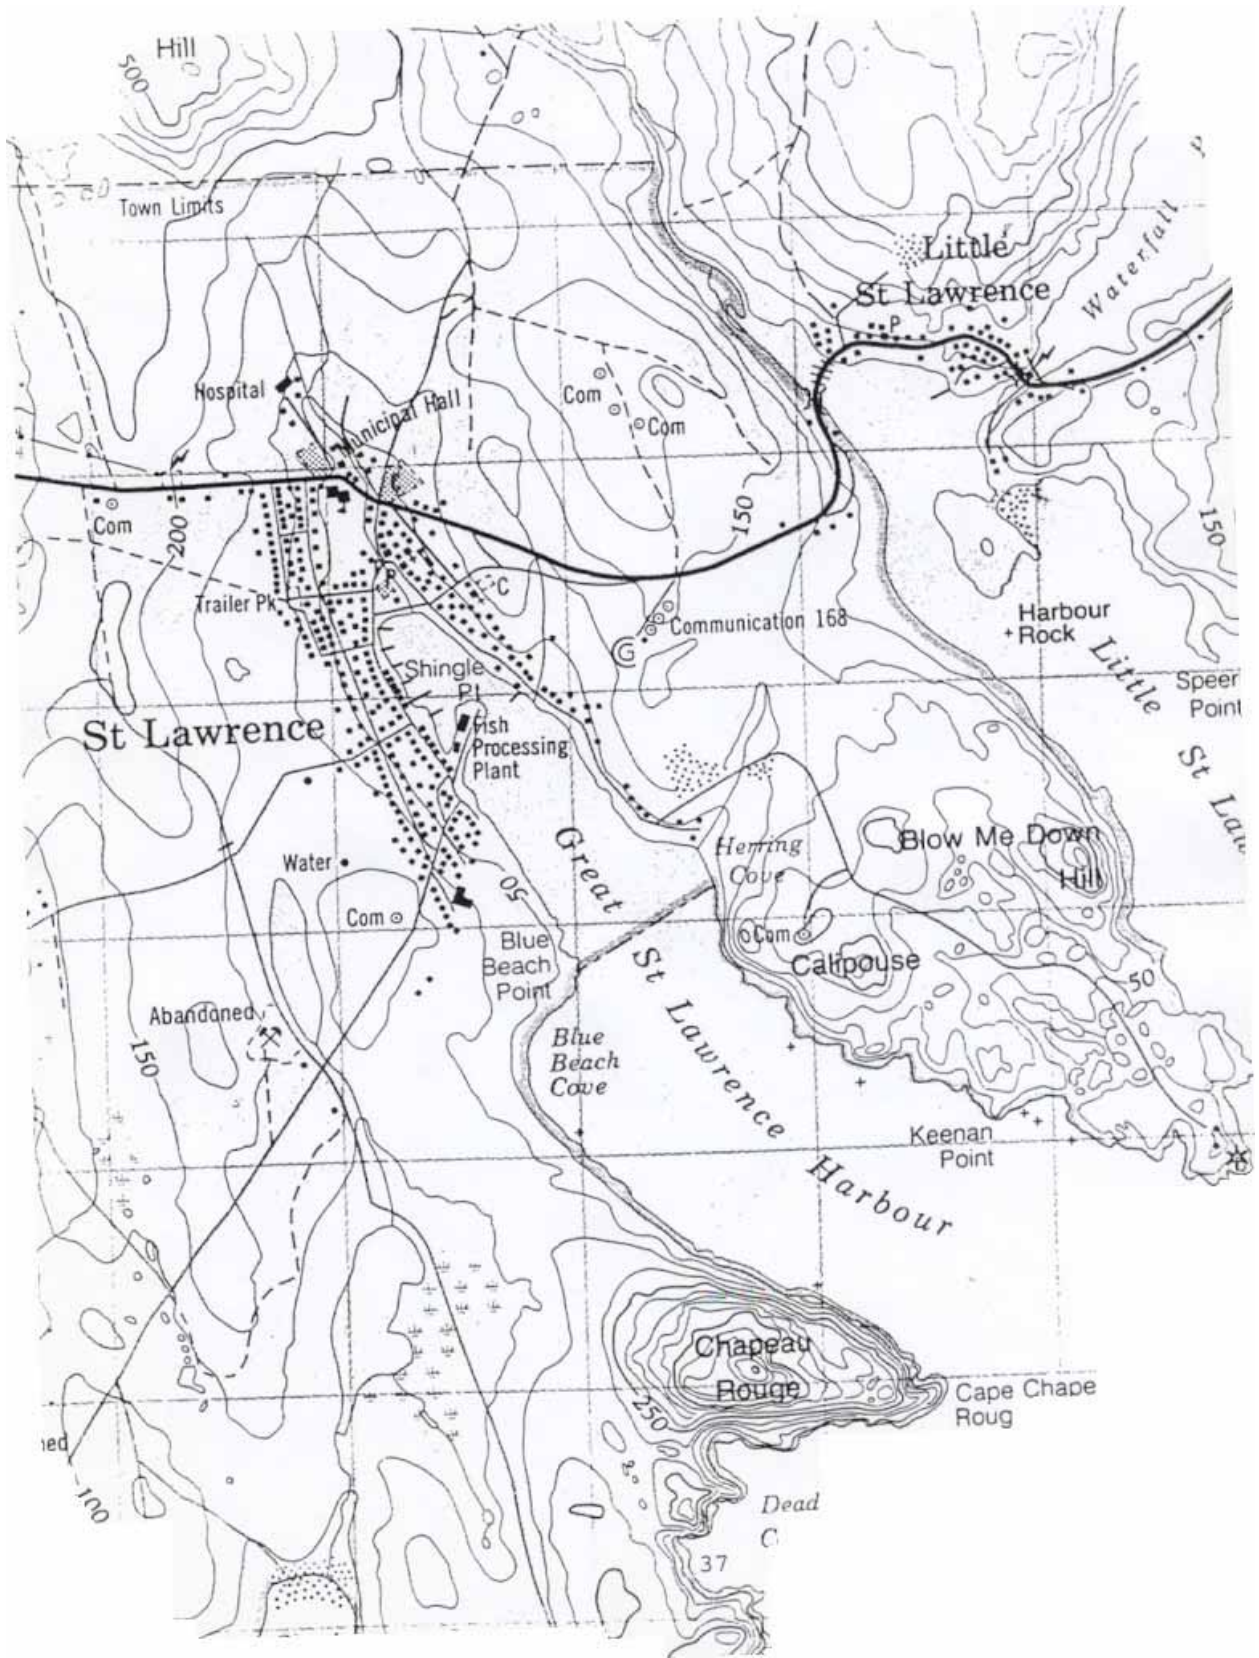 Hill
500
Town Limits
Little
St Lawrence
Waterfall
P
Hospital
Municipal Hall
Com
Com
C
Com
200
150
150
Trailer Pk
P
C
Communication 168
G
Harbour
Rock
Little
St Law
Speer
Point
Shingle
Pt
Fish
Processing
Plant
St Lawrence
Great
St Lawrence
Harbour
Herring
Cove
Blow Me Down
Hill
Water
50
Com
Com
Calipouse
50
Blue
Beach
Point
Abandoned
150
Blue
Beach
Cove
Keenan
Point
Chapeau
Rouge
250
Cape Chape
Roug
ned
100
Dead
C
37